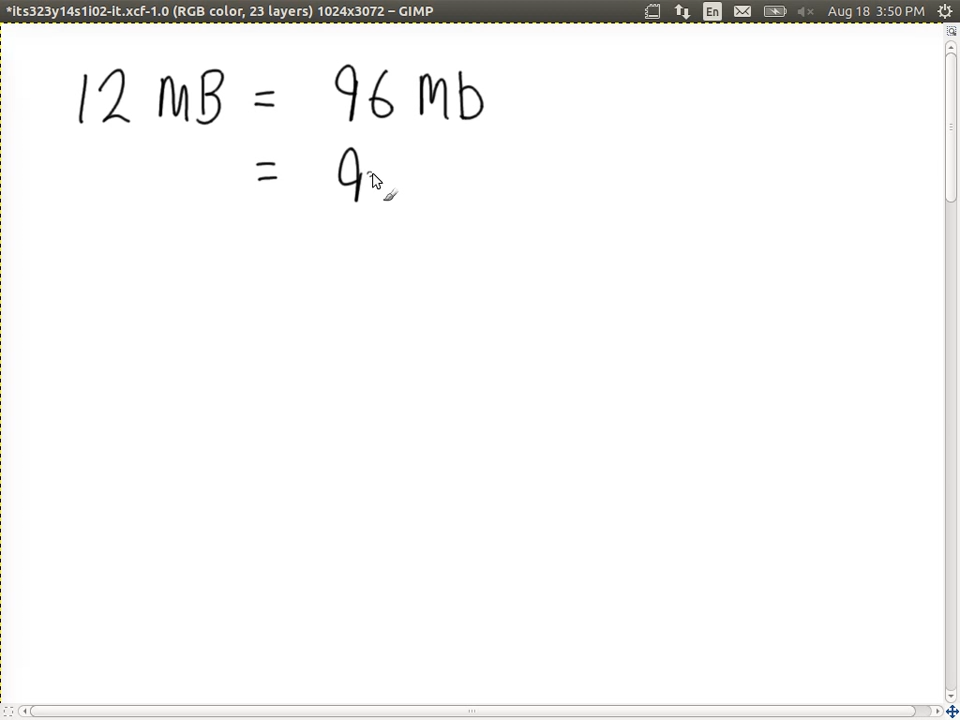 *its323y14s1i02-it.xcf-1.0 (RGB color, 23 layers) 1024x3072 – GIMP En Aug 18 3:50 PM
12 MB = 96 Mb
= 9